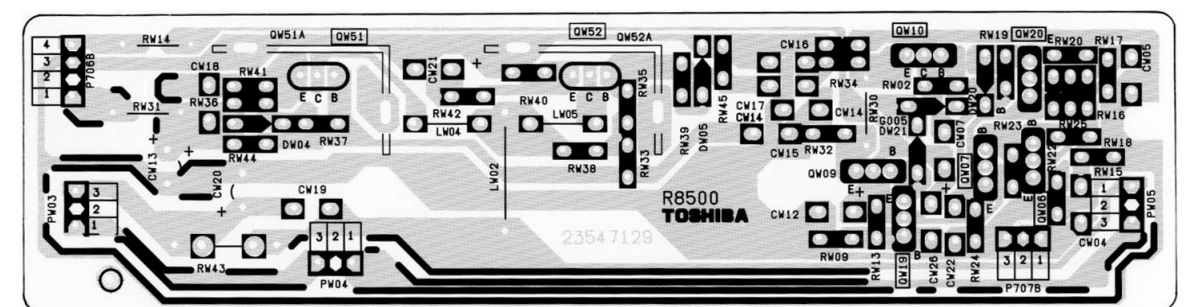 4
3
2
1
P706B
RW14
RW31
CW18
RW36
RW41
RW44
DW04
RW37
QW51A
QW51
E C B
CW13
CW20
+
+
+
(
CW19
PW03
3
2
1
RW43
3 2 1
PW04
CW21
+
RW42
LW04
RW40
LW05
LW02
QW52
QW52A
E C B
RW38
RW35
RW33
RW39
DW05
RW45
R8500
TOSHIBA
23547129
CW16
RW34
CW17
CW14
CW14
CW15
RW32
RW30
QW10
E C B
RW02
G005
DW21
DW20
RW19
QW20
E
B
RW20
RW17
CW05
RW16
RW25
RW18
RW23
RW22
CW07
QW07
B
E
B
E
QW09
E
B
+
+
CW12
RW09
RW13
QW19
E
B
CW26
CW22
RW24
QW06
RW15
1
2
3
PW05
CW04
3 2 1
P707B